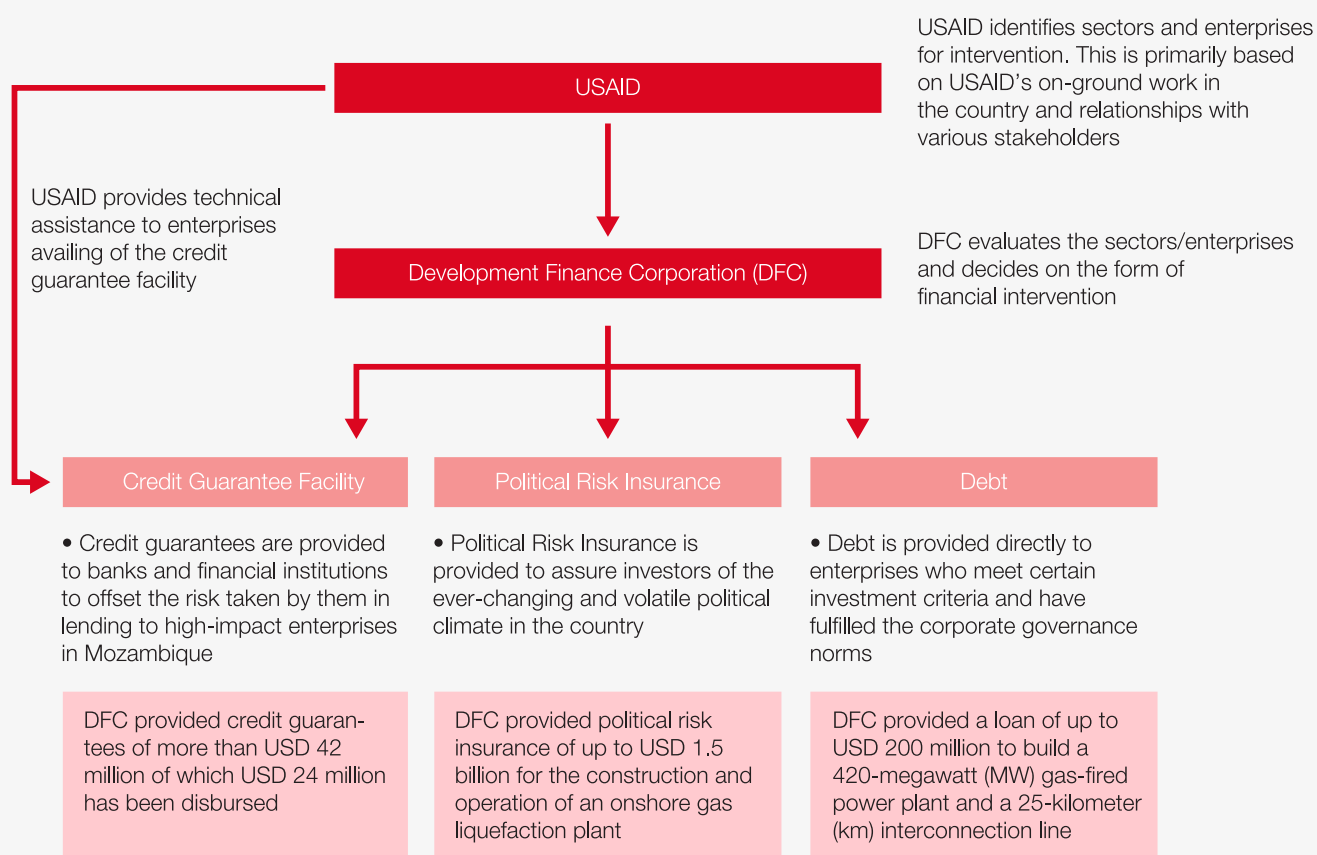 USAID identifies sectors and enterprises
for intervention. This is primarily based
on USAID's on-ground work in
the country and relationships with
various stakeholders
USAID
USAID provides technical
assistance to enterprises
availing of the credit
guarantee facility
Development Finance Corporation (DFC)
DFC evaluates the sectors/enterprises
and decides on the form of
financial intervention
Credit Guarantee Facility
• Credit guarantees are provided
to banks and financial institutions
to offset the risk taken by them in
lending to high-impact enterprises
in Mozambique
DFC provided credit guaran-
tees of more than USD 42
million of which USD 24 million
has been disbursed
Political Risk Insurance
• Political Risk Insurance is
provided to assure investors of the
ever-changing and volatile political
climate in the country
DFC provided political risk
insurance of up to USD 1.5
billion for the construction and
operation of an onshore gas
liquefaction plant
Debt
• Debt is provided directly to
enterprises who meet certain
investment criteria and have
fulfilled the corporate governance
norms
DFC provided a loan of up to
USD 200 million to build a
420-megawatt (MW) gas-fired
power plant and a 25-kilometer
(km) interconnection line